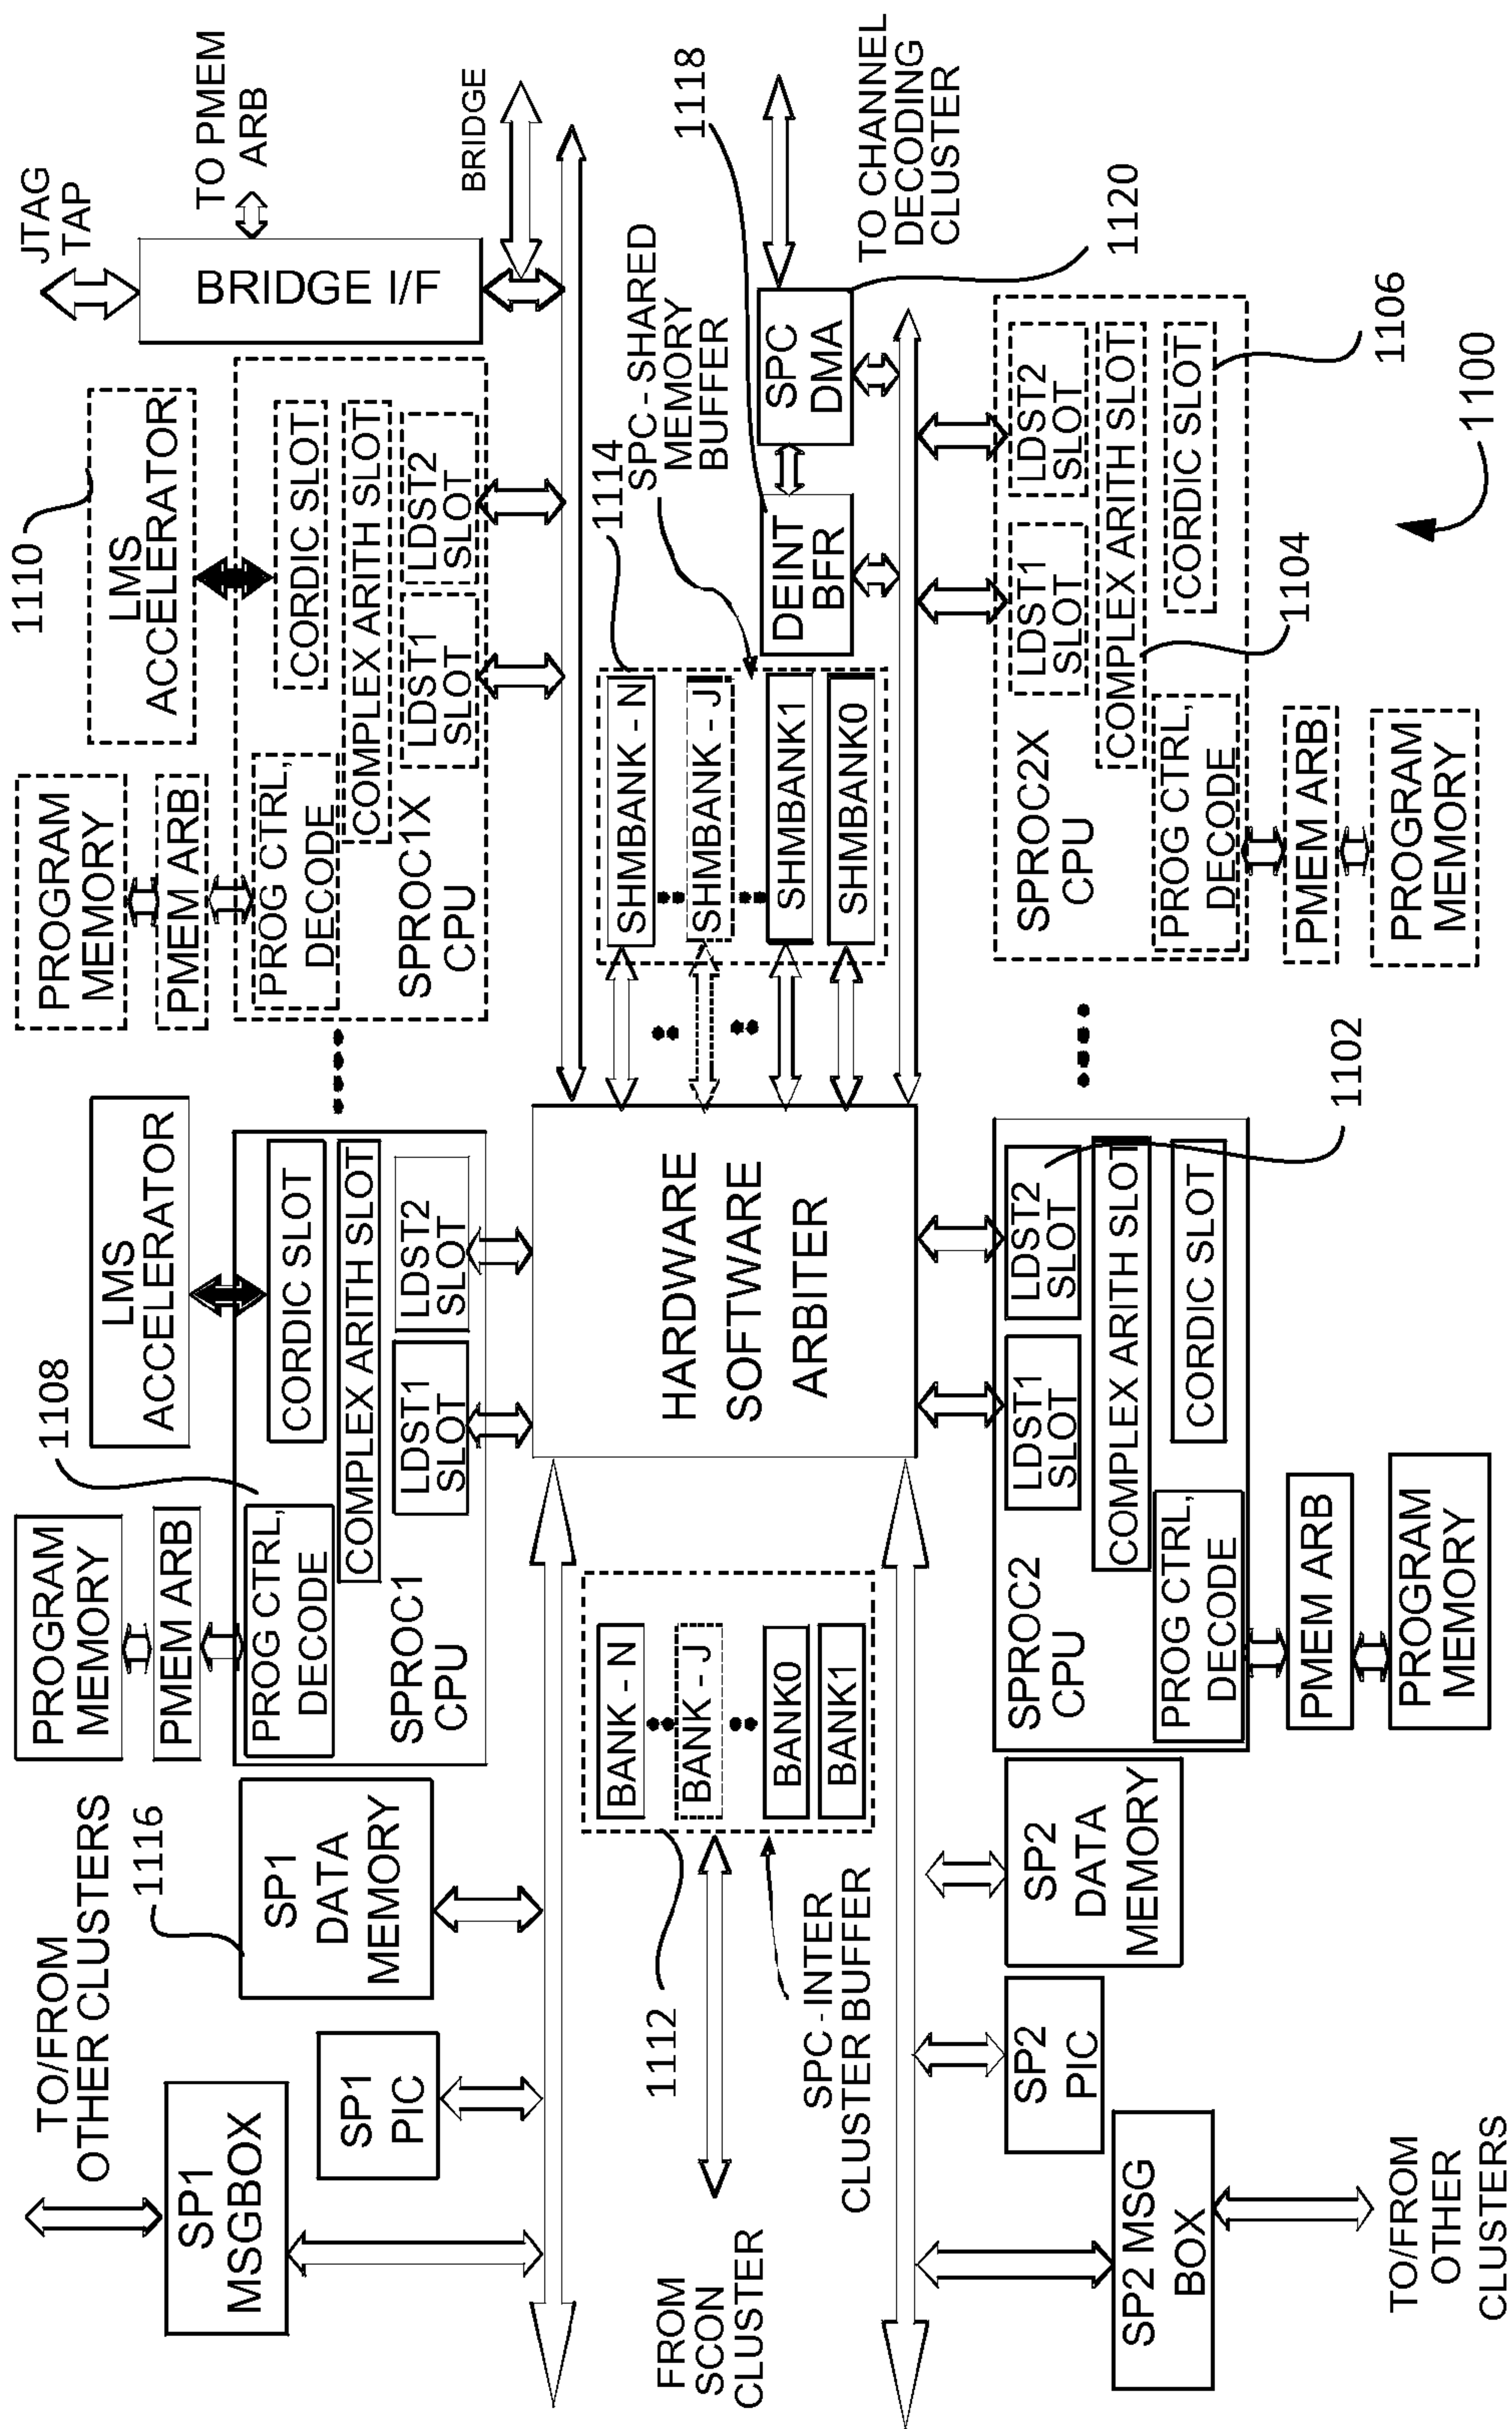 TO/FROM
OTHER CLUSTERS
SP1
MSGBOX
SP1
PIC
1116
SP1
DATA
MEMORY
PROGRAM
MEMORY
PMEM ARB
1108
PROG CTRL,
DECODE
SPROC1
CPU
LMS
ACCELERATOR
CORDIC SLOT
COMPLEX ARITH SLOT
LDST1
SLOT
LDST2
SLOT
PROGRAM
MEMORY
PMEM ARB
PROG CTRL,
DECODE
SPROC1X
CPU
1110
LMS
ACCELERATOR
CORDIC SLOT
COMPLEX ARITH SLOT
LDST1
SLOT
LDST2
SLOT
JTAG
TAP
BRIDGE I/F
TO PMEM
ARB
BRIDGE
FROM
SCON
CLUSTER
1112
SPC-INTER
CLUSTER BUFFER
BANK - N
BANK - J
BANK0
BANK1
HARDWARE
SOFTWARE
ARBITER
SHMBANK - N
SHMBANK - J
SHMBANK1
SHMBANK0
1114
SPC-SHARED
MEMORY
BUFFER
DEINT
BFR
1118
SPC
DMA
TO CHANNEL
DECODING
CLUSTER
1120
SP2 MSG
BOX
TO/FROM
OTHER
CLUSTERS
SP2
PIC
SP2
DATA
MEMORY
SPROC2
CPU
LDST1
SLOT
LDST2
SLOT
COMPLEX ARITH SLOT
CORDIC SLOT
PROG CTRL,
DECODE
PMEM ARB
PROGRAM
MEMORY
1102
SPROC2X
CPU
LDST1
SLOT
LDST2
SLOT
COMPLEX ARITH SLOT
CORDIC SLOT
PROG CTRL,
DECODE
PMEM ARB
PROGRAM
MEMORY
1104
1106
1100